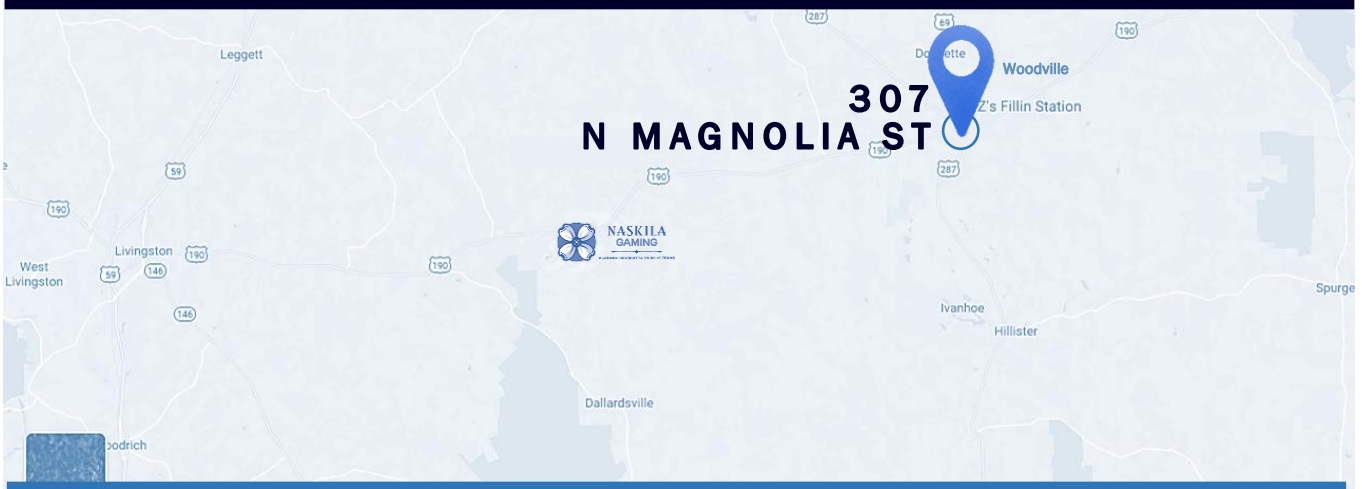 287
69
190
Leggett
Woodville
307
Z's Fillin Station
N MAGNOLIA ST
190
59
190
287
190
NASKILA
GAMING
Livingston
190
190
West
Livingston
59
146
Spurge
146
Ivanhoe
Hillister
Dallardsville
odrich